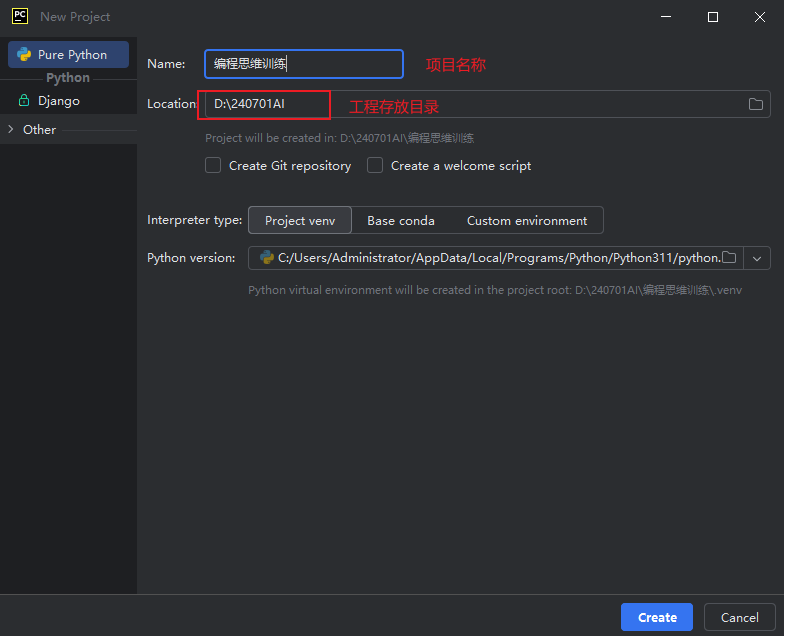 PC New Project
Pure Python
Python
Django
Other
Name: 编程思维训练 项目名称
Location: D:\240701AI 工程存放目录
Project will be created in: D:\240701AI\编程思维训练
Create Git repository Create a welcome script
Interpreter type: Project venv Base conda Custom environment
Python version: C:/Users/Administrator/AppData/Local/Programs/Python/Python311/python.
Python virtual environment will be created in the project root: D:\240701AI\编程思维训练\.venv
Create Cancel